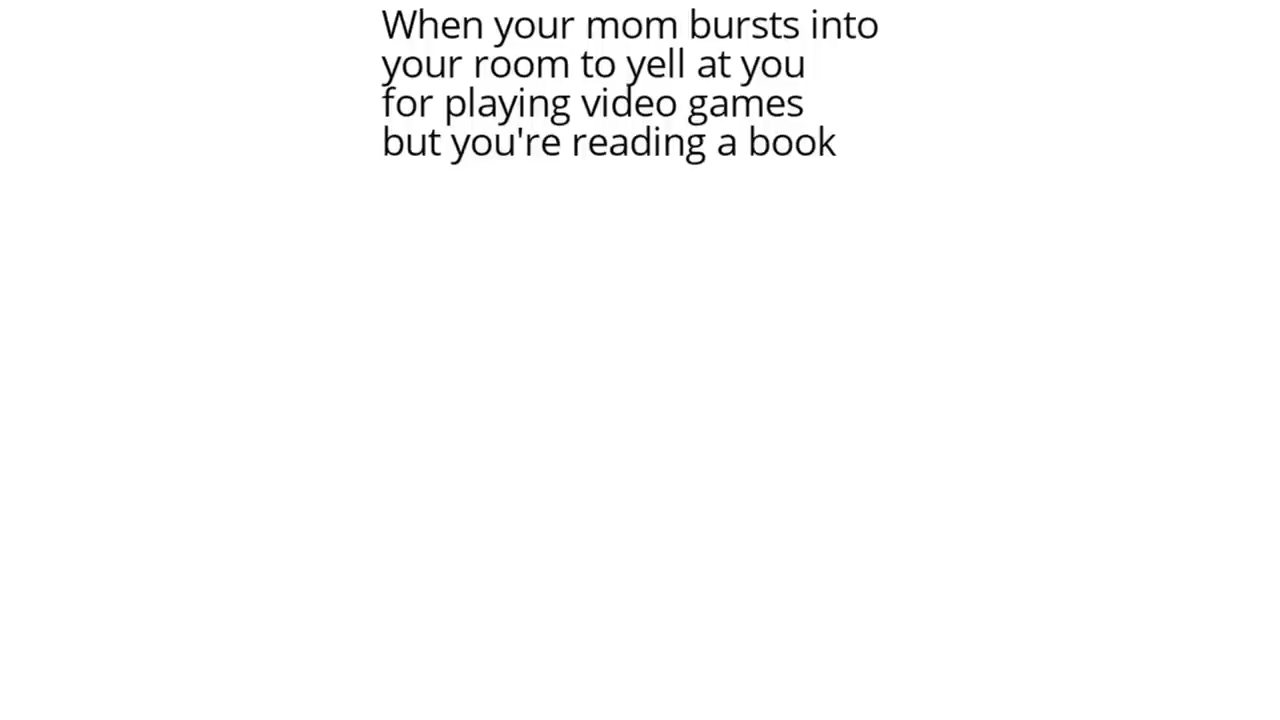 When your mom bursts into
your room to yell at you
for playing video games
but you're reading a book